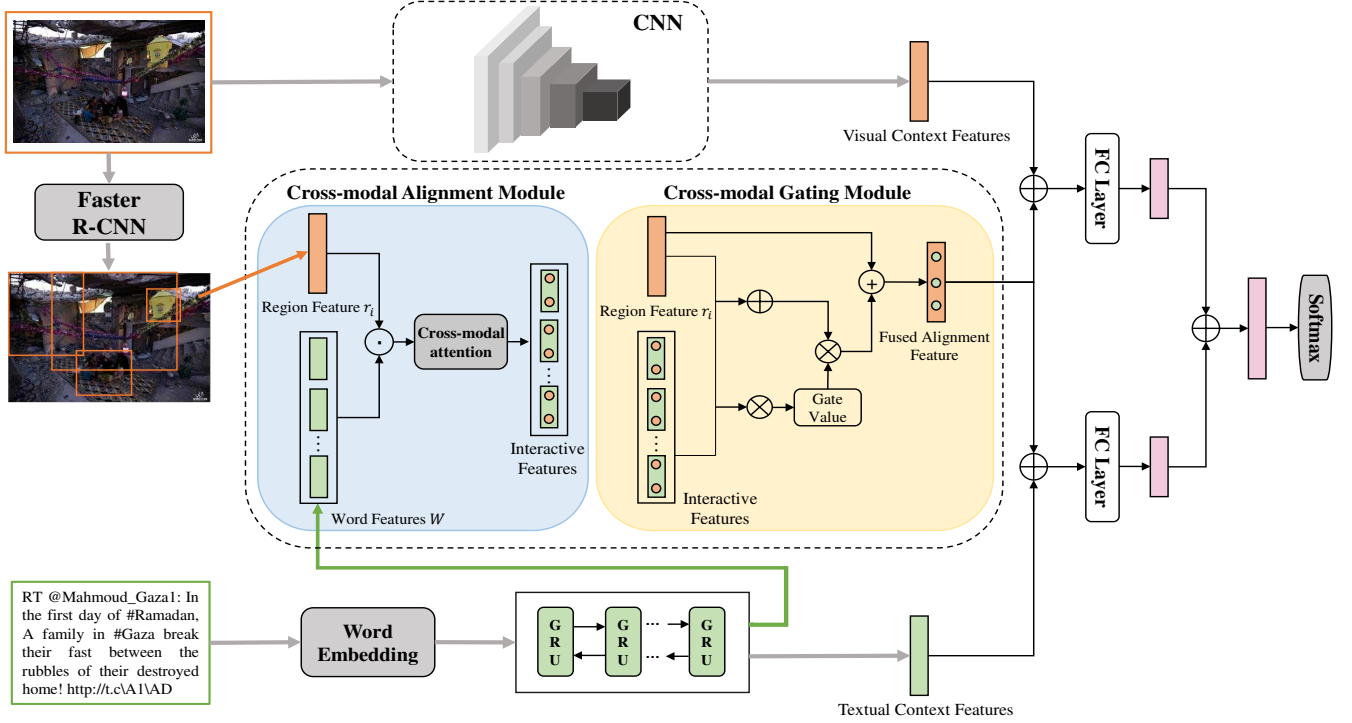 CNN
Visual Context Features
FC Layer
Faster
R-CNN
Cross-modal Alignment Module
Cross-modal Gating Module
Region Feature r_i
Cross-modal
attention
Interactive
Features
Word Features W
Region Feature r_i
Gate
Value
Interactive
Features
Fused Alignment
Feature
Softmax
FC Layer
RT @Mahmoud_Gaza1: In
the first day of #Ramadan,
A family in #Gaza break
their fast between the
rubbles of their destroyed
home! http://t.c\A1\AD
Word
Embedding
GRU
GRU
...
GRU
...
Textual Context Features